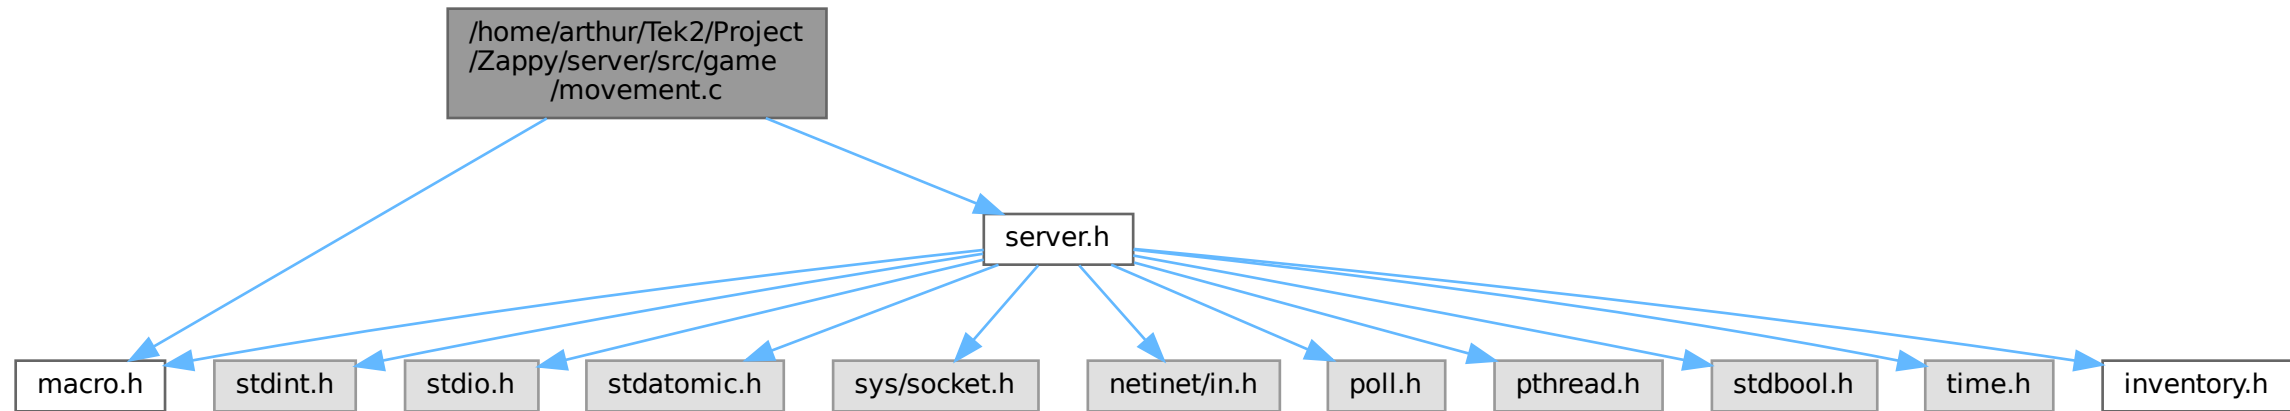 /home/arthur/Tek2/Project
/Zappy/server/src/game
/movement.c
server.h
macro.h
stdint.h
stdio.h
stdatomic.h
sys/socket.h
netinet/in.h
poll.h
pthread.h
stdbool.h
time.h
inventory.h